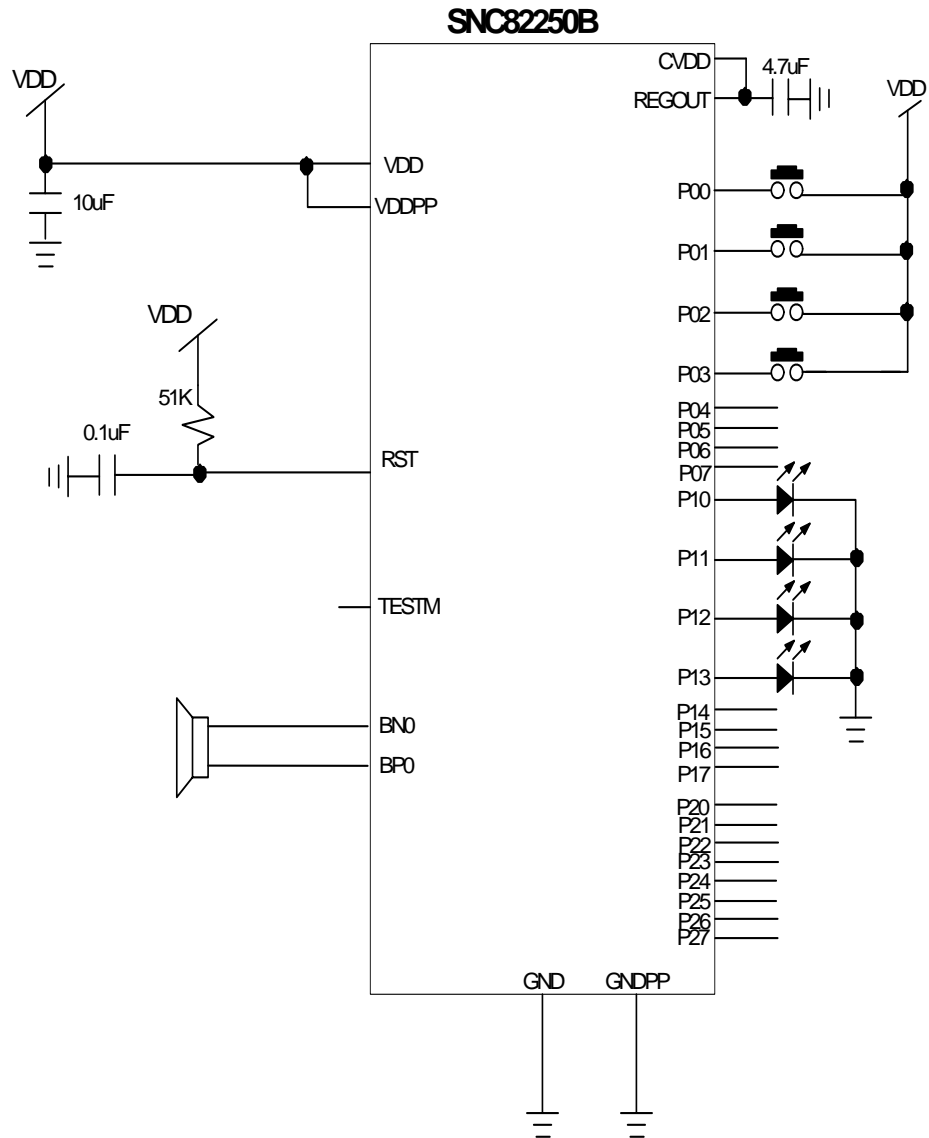 SNC82250B
VDD
10uF
VDD
VDDPP
VDD
51K
0.1uF
RST
TESTM
BN0
BP0
CVDD
REGOUT
4.7uF
VDD
P00
P01
P02
P03
P04
P05
P06
P07
P10
P11
P12
P13
P14
P15
P16
P17
P20
P21
P22
P23
P24
P25
P26
P27
GND
GNDPP